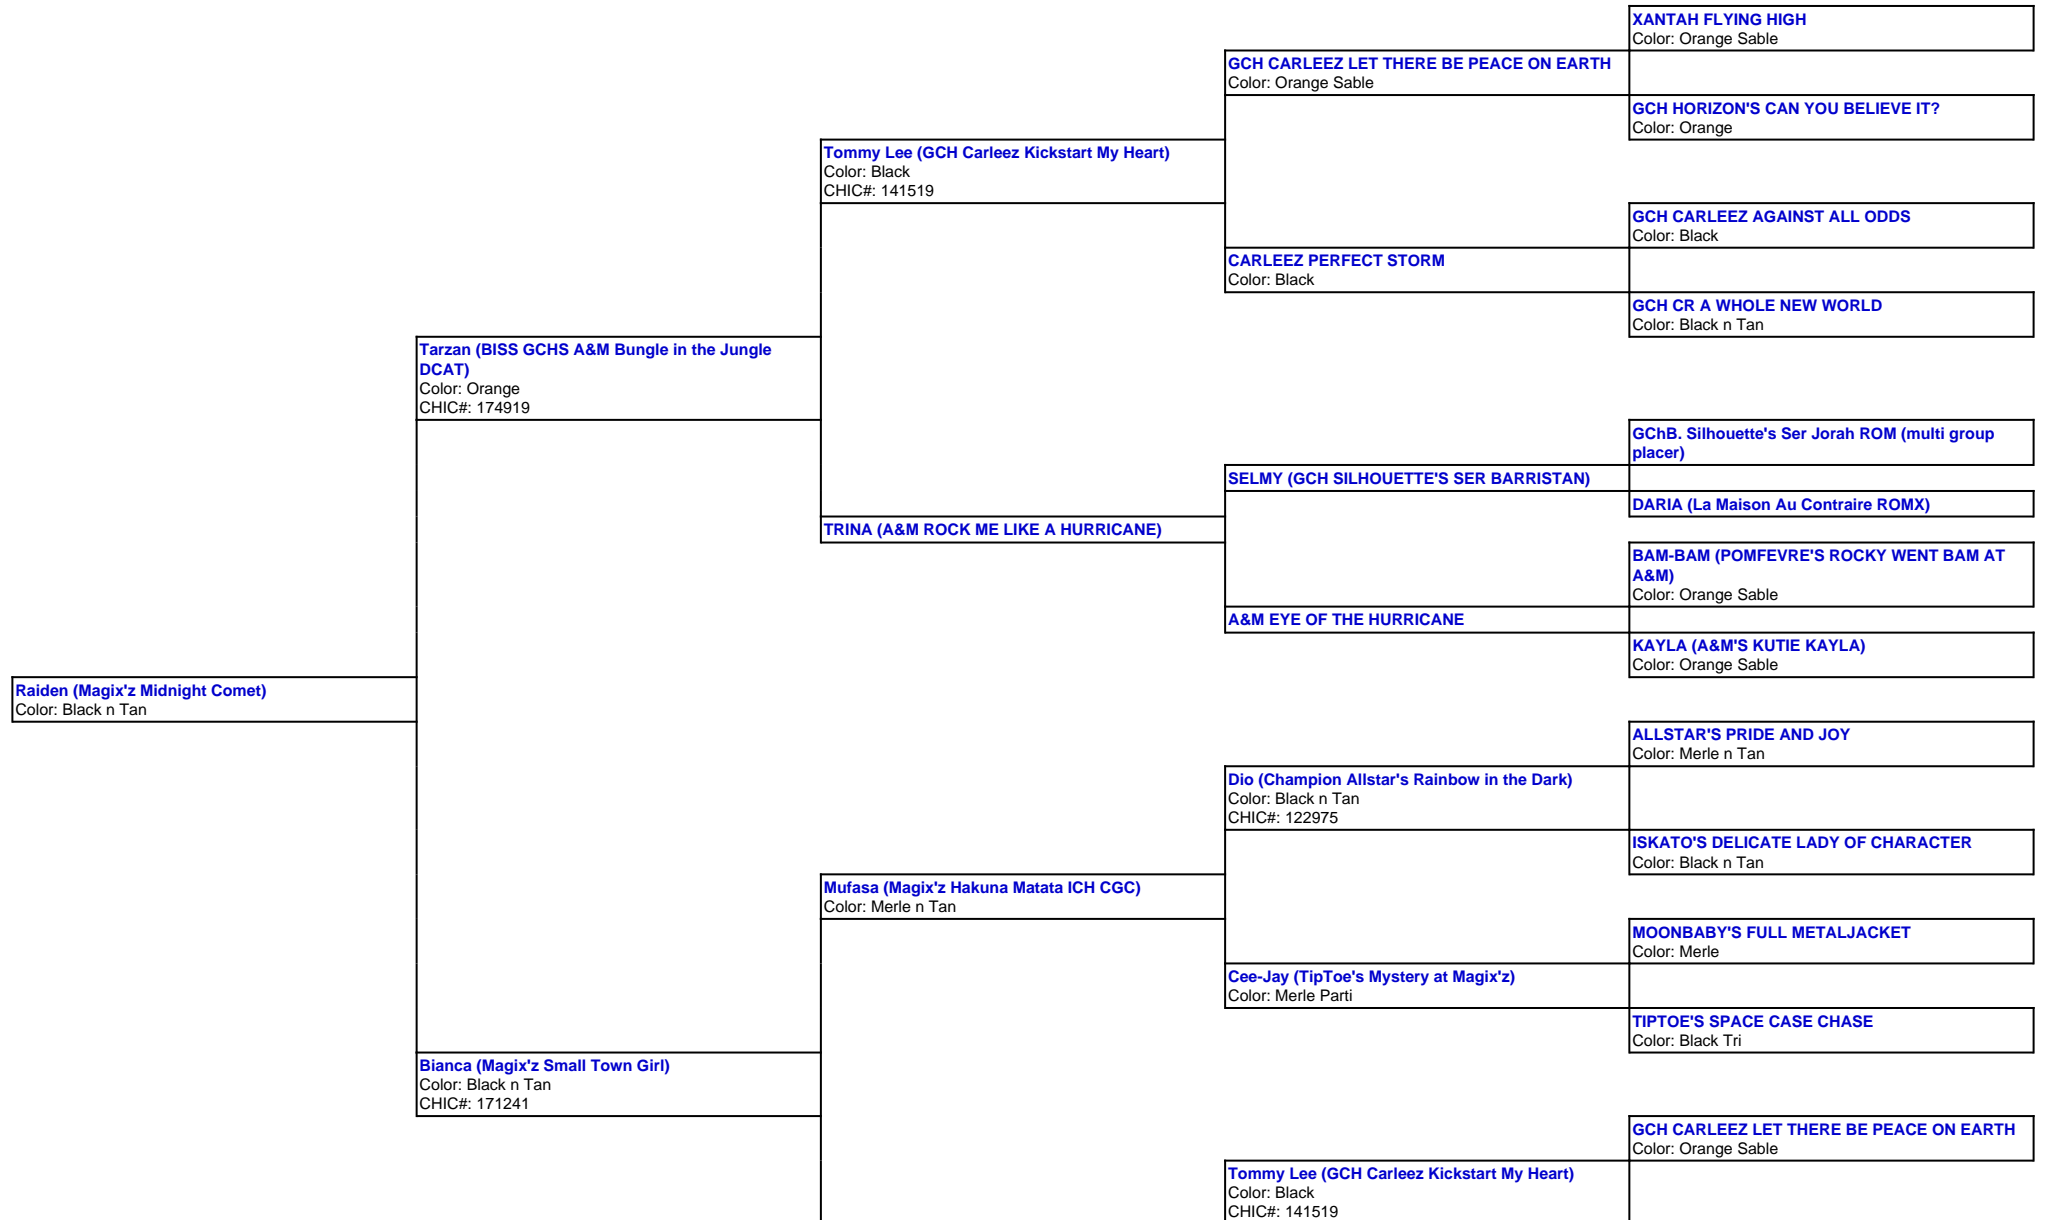 XANTAH FLYING HIGH
Color: Orange Sable
GCH CARLEEZ LET THERE BE PEACE ON EARTH
Color: Orange Sable
GCH HORIZON'S CAN YOU BELIEVE IT?
Color: Orange
Tommy Lee (GCH Carleez Kickstart My Heart)
Color: Black
CHIC#: 141519
GCH CARLEEZ AGAINST ALL ODDS
Color: Black
CARLEEZ PERFECT STORM
Color: Black
GCH CR A WHOLE NEW WORLD
Color: Black n Tan
Tarzan (BISS GCHS A&M Bungle in the Jungle
DCAT)
Color: Orange
CHIC#: 174919
GChB. Silhouette's Ser Jorah ROM (multi group
placer)
SELMY (GCH SILHOUETTE'S SER BARRISTAN)
DARIA (La Maison Au Contraire ROMX)
TRINA (A&M ROCK ME LIKE A HURRICANE)
BAM-BAM (POMFEVRE'S ROCKY WENT BAM AT
A&M)
Color: Orange Sable
A&M EYE OF THE HURRICANE
KAYLA (A&M'S KUTIE KAYLA)
Color: Orange Sable
Raiden (Magix'z Midnight Comet)
Color: Black n Tan
ALLSTAR'S PRIDE AND JOY
Color: Merle n Tan
Dio (Champion Allstar's Rainbow in the Dark)
Color: Black n Tan
CHIC#: 122975
ISKATO'S DELICATE LADY OF CHARACTER
Color: Black n Tan
Mufasa (Magix'z Hakuna Matata ICH CGC)
Color: Merle n Tan
MOONBABY'S FULL METALJACKET
Color: Merle
Cee-Jay (TipToe's Mystery at Magix'z)
Color: Merle Parti
TIPTOE'S SPACE CASE CHASE
Color: Black Tri
Bianca (Magix'z Small Town Girl)
Color: Black n Tan
CHIC#: 171241
GCH CARLEEZ LET THERE BE PEACE ON EARTH
Color: Orange Sable
Tommy Lee (GCH Carleez Kickstart My Heart)
Color: Black
CHIC#: 141519